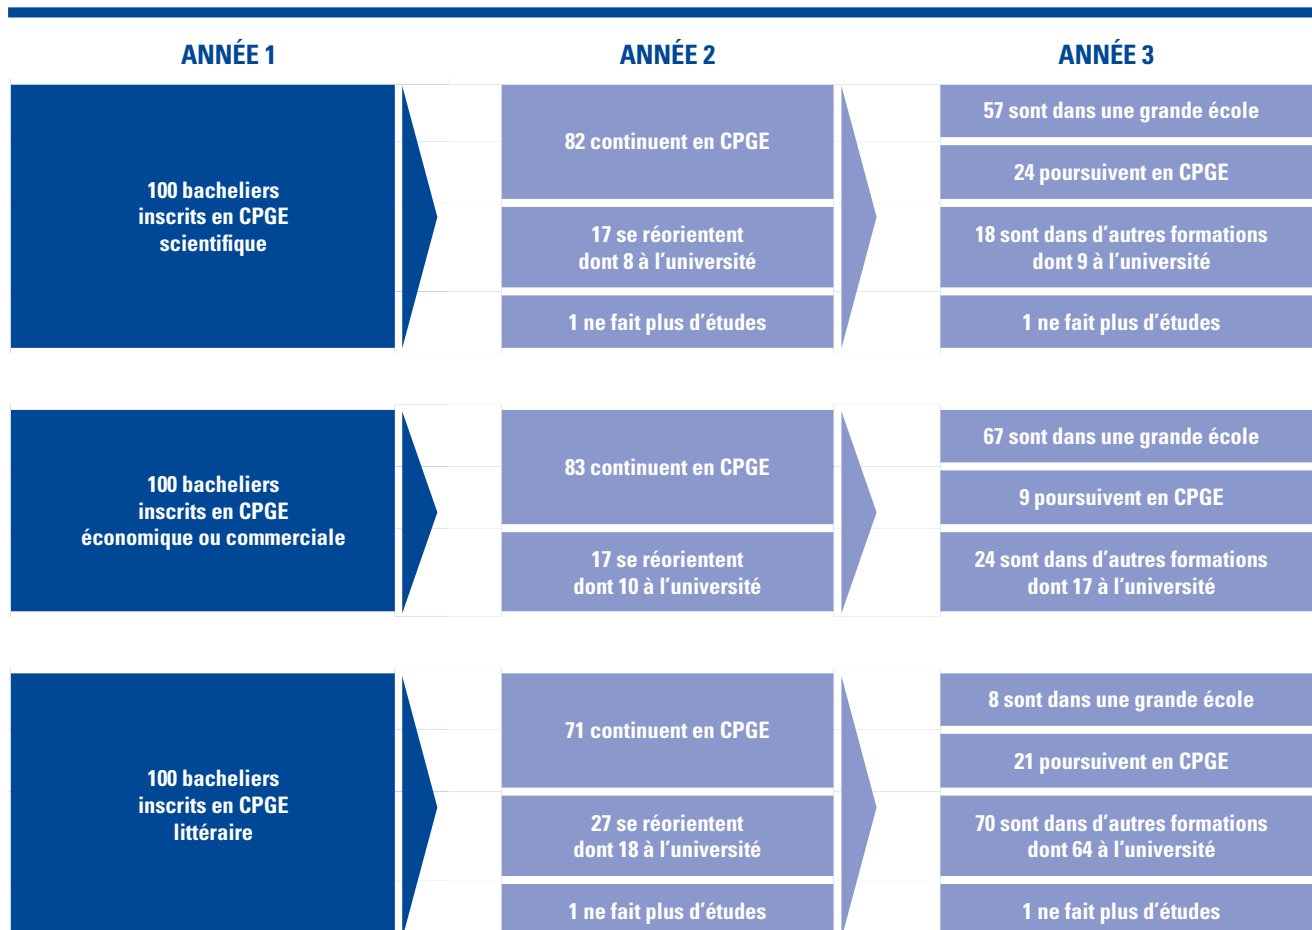 ANNÉE 1
ANNÉE 2
ANNÉE 3
100 bacheliers
inscrits en CPGE
scientifique
82 continuent en CPGE
17 se réorientent
dont 8 à l'université
1 ne fait plus d'études
57 sont dans une grande école
24 poursuivent en CPGE
18 sont dans d'autres formations
dont 9 à l'université
1 ne fait plus d'études
100 bacheliers
inscrits en CPGE
économique ou commerciale
83 continuent en CPGE
17 se réorientent
dont 10 à l'université
67 sont dans une grande école
9 poursuivent en CPGE
24 sont dans d'autres formations
dont 17 à l'université
100 bacheliers
inscrits en CPGE
littéraire
71 continuent en CPGE
27 se réorientent
dont 18 à l'université
1 ne fait plus d'études
8 sont dans une grande école
21 poursuivent en CPGE
70 sont dans d'autres formations
dont 64 à l'université
1 ne fait plus d'études